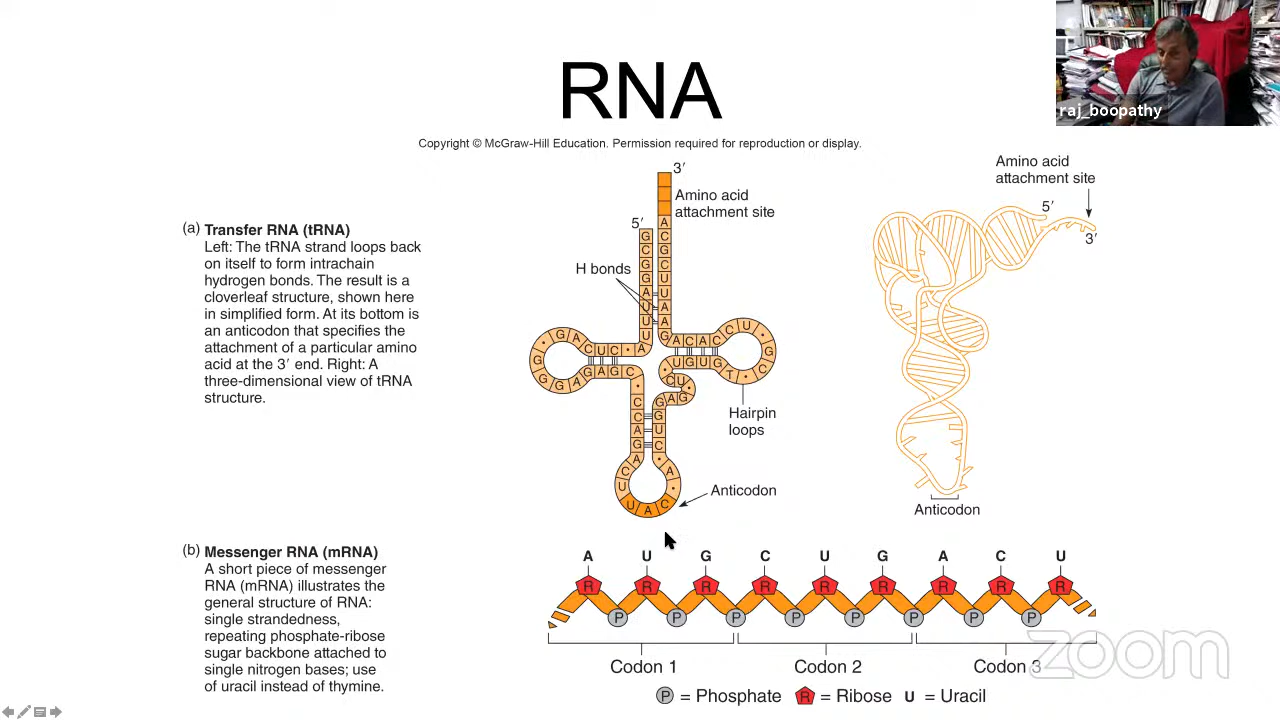 RNA
raj_boopathy
Copyright © McGraw-Hill Education. Permission required for reproduction or display.
(a) Transfer RNA (tRNA)
Left: The tRNA strand loops back
on itself to form intrachain
hydrogen bonds. The result is a
cloverleaf structure, shown here
in simplified form. At its bottom is
an anticodon that specifies the
attachment of a particular amino
acid at the 3′ end. Right: A
three-dimensional view of tRNA
structure.
3′
Amino acid
attachment site
5′
H bonds
A
C
G
C
U
U
A
A
G
G
C
G
G
A
U
U
U
Hairpin
loops
Anticodon
U A C
Amino acid
attachment site
5′
3′
Anticodon
(b) Messenger RNA (mRNA)
A short piece of messenger
RNA (mRNA) illustrates the
general structure of RNA:
single strandedness,
repeating phosphate-ribose
sugar backbone attached to
single nitrogen bases; use
of uracil instead of thymine.
A U G C U G A C U
R R R R R R R R R
P P P P P P P P
Codon 1 Codon 2 Codon 3
P = Phosphate R = Ribose U = Uracil
zoom